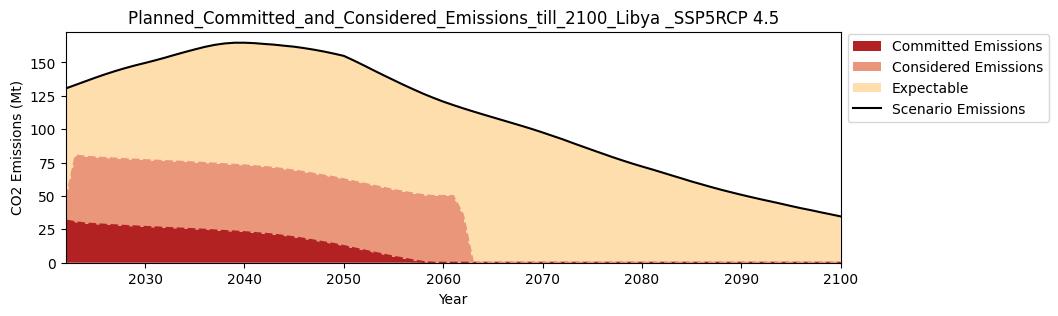 Planned_Committed_and_Considered_Emissions_till_2100_Libya _SSP5RCP 4.5
CO2 Emissions (Mt)
150
125
100
75
50
25
0
2030 2040 2050 2060 2070 2080 2090 2100
Year
Committed Emissions
Considered Emissions
Expectable
Scenario Emissions